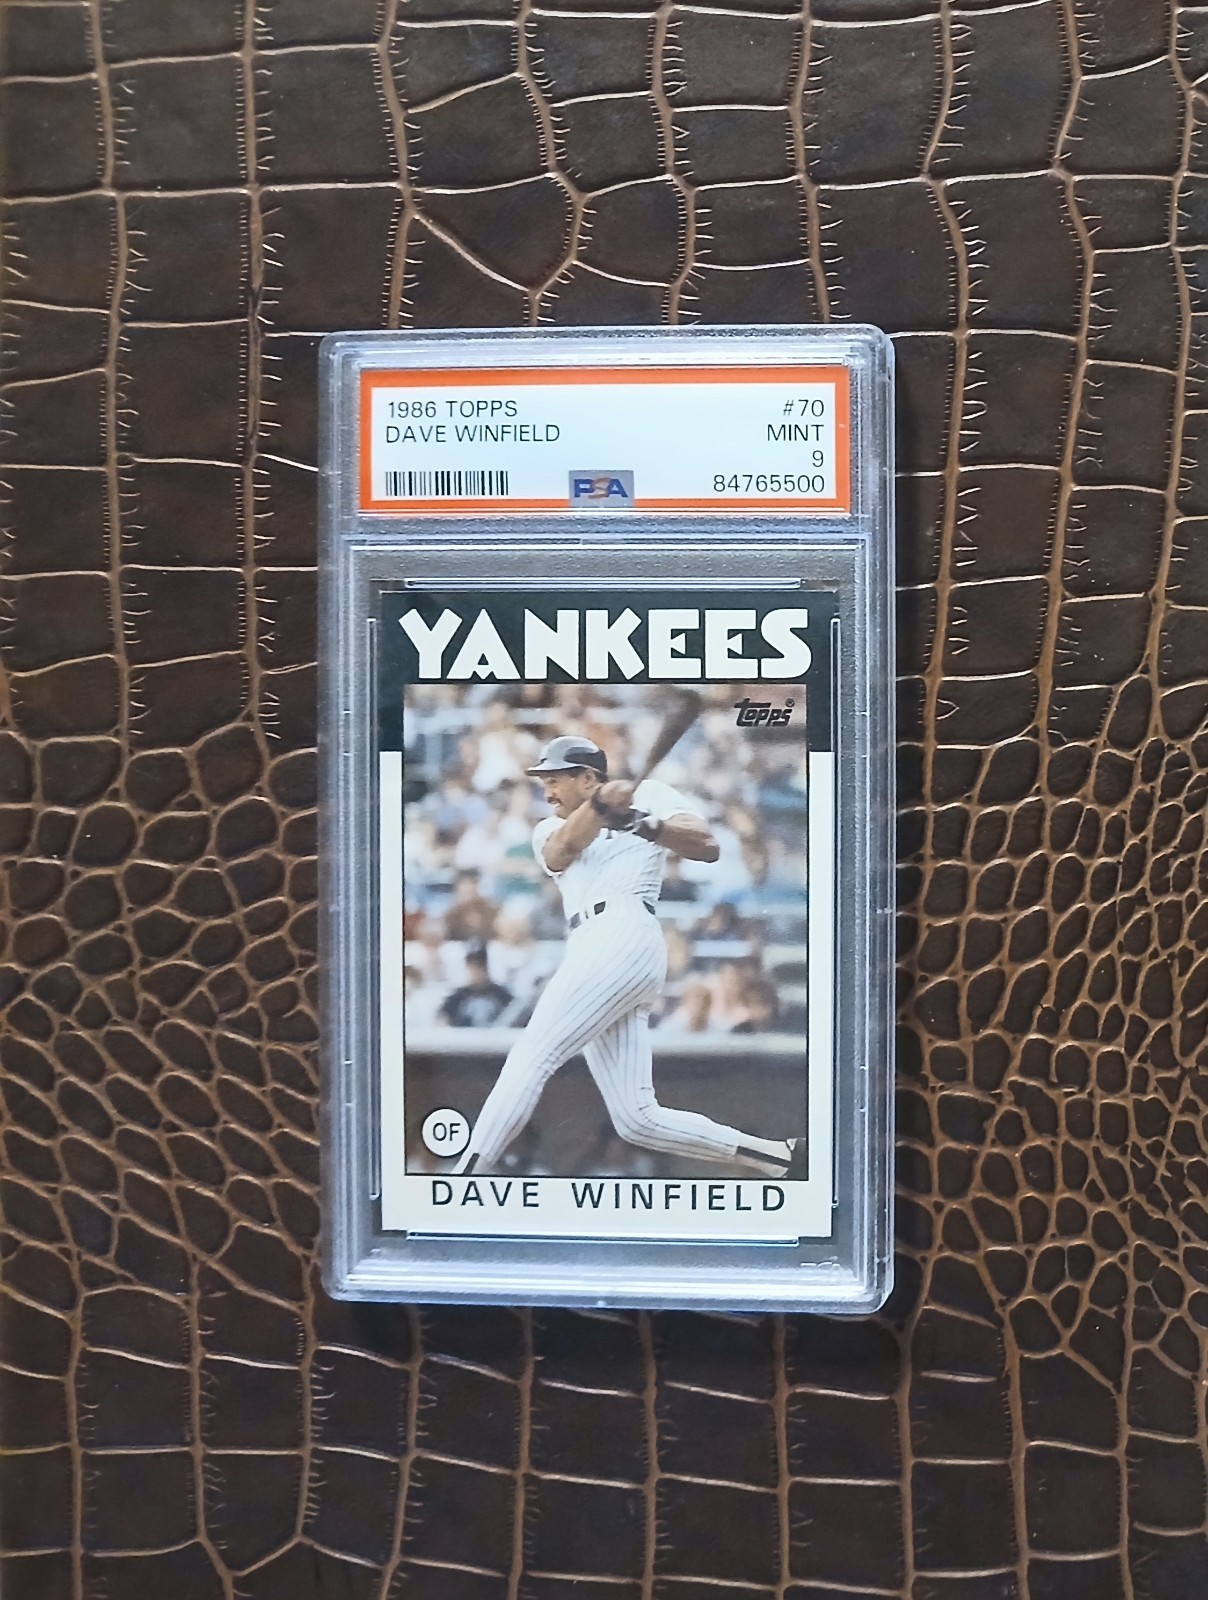 1986 TOPPS #70
DAVE WINFIELD MINT
9
PSA 84765500
YANKEES
topps®
OF
DAVE WINFIELD